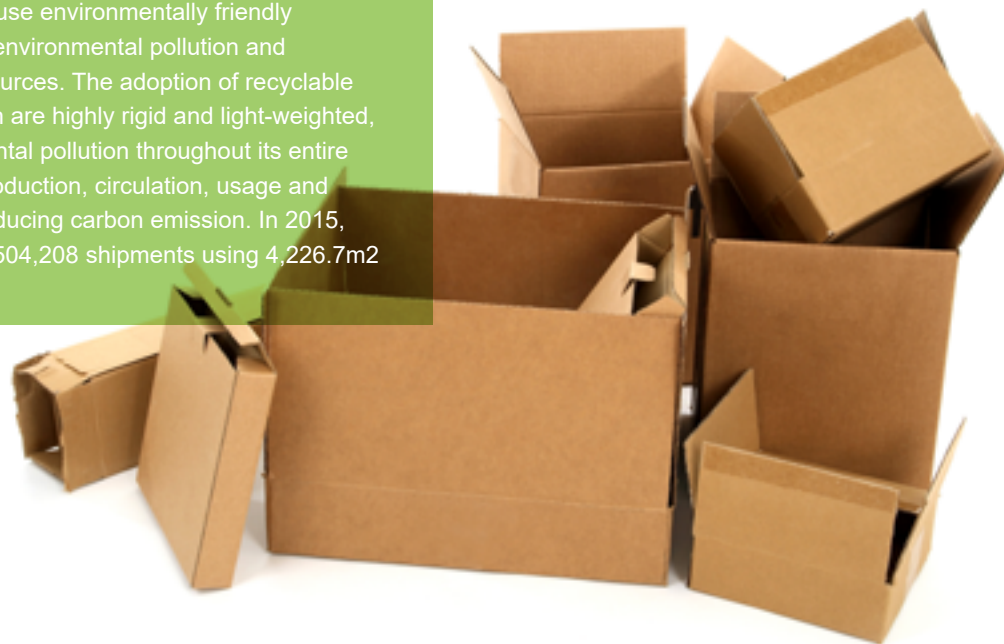 use environmentally friendly
environmental pollution and
urces. The adoption of recyclable
are highly rigid and light-weighted,
ntal pollution throughout its entire
oduction, circulation, usage and
ducing carbon emission. In 2015,
504,208 shipments using 4,226.7m2